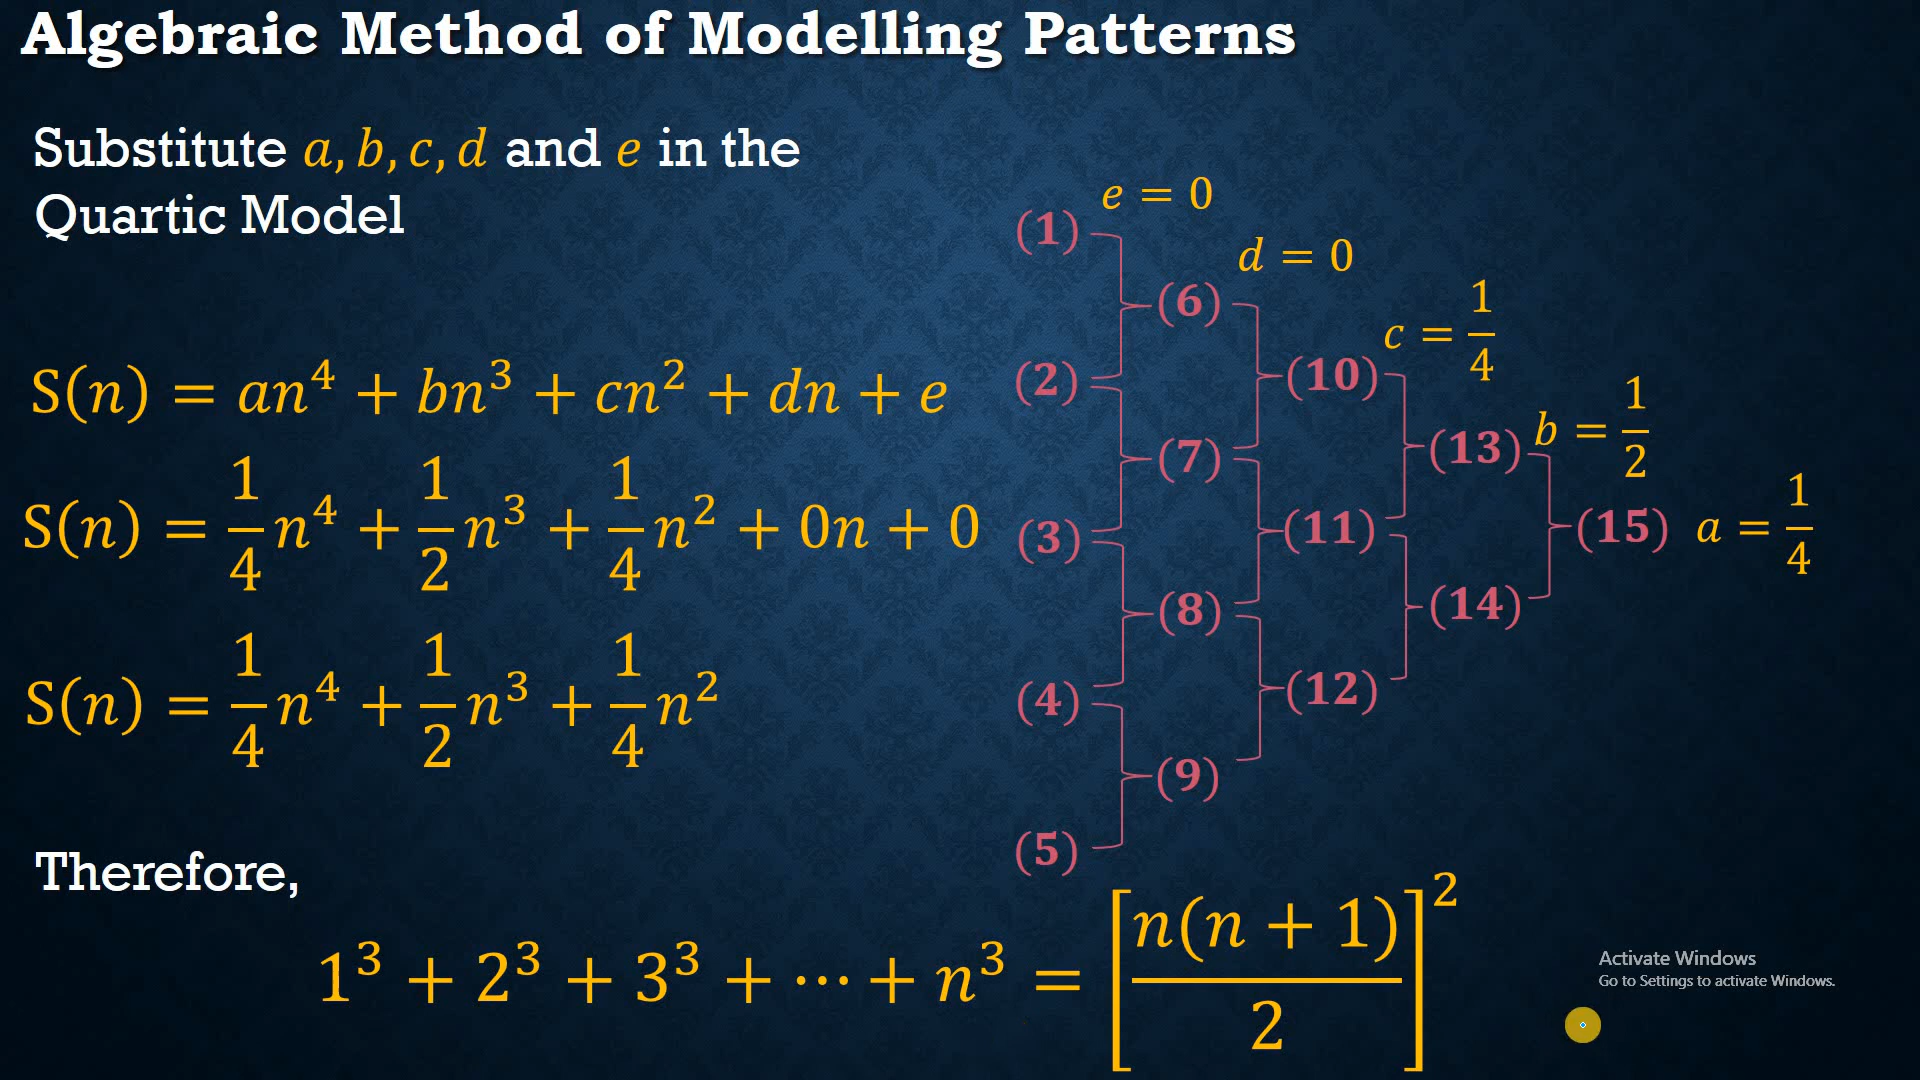 Algebraic Method of Modelling Patterns
Substitute a, b, c, d and e in the
Quartic Model
S(n) = an⁴ + bn³ + cn² + dn + e
S(n) = 1/4 n⁴ + 1/2 n³ + 1/4 n² + 0n + 0
S(n) = 1/4 n⁴ + 1/2 n³ + 1/4 n²
(1) e = 0
(6) d = 0
(2) (10) c = 1/4
(7) (13) b = 1/2
(3) (11) (15) a = 1/4
(8) (14)
(4) (12)
(9)
(5)
Therefore,
1³ + 2³ + 3³ + ⋯ + n³ = [n(n + 1)/2]²
Activate Windows
Go to Settings to activate Windows.